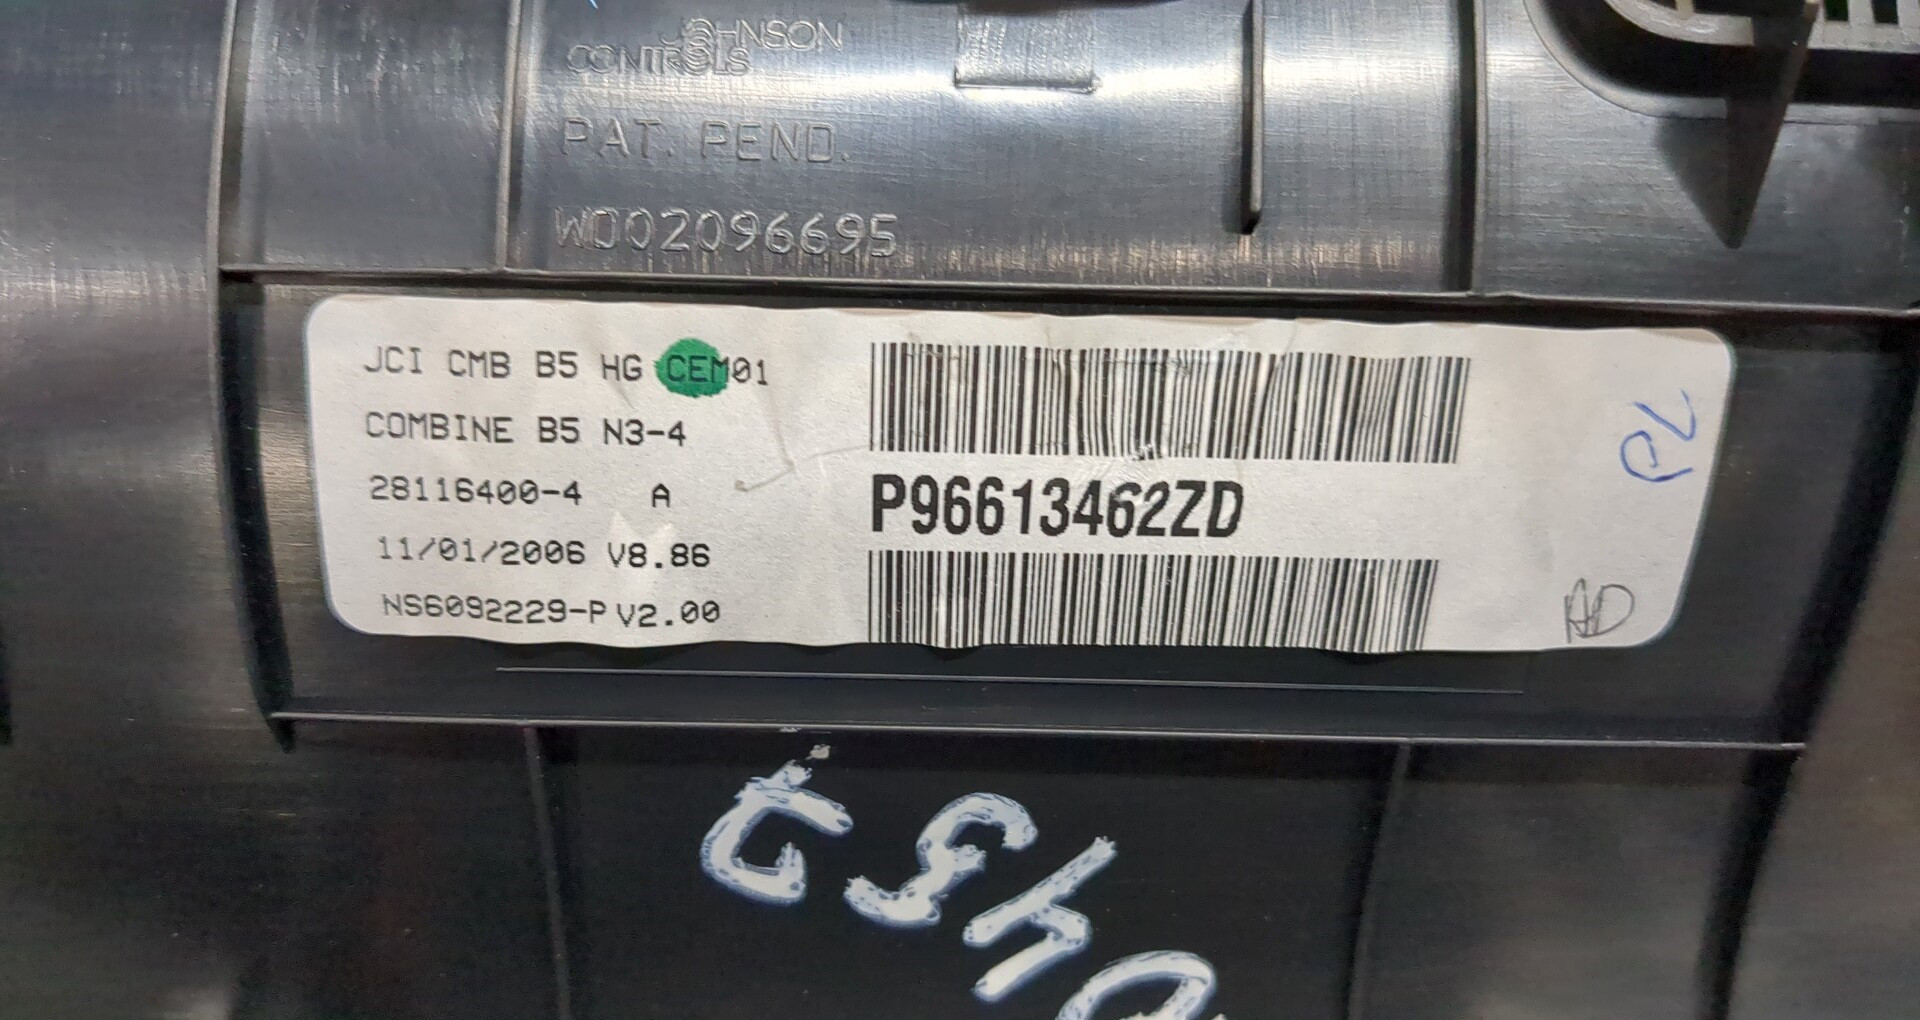 JOHNSON
CONTROLS
PAT. PEND.
W002096695
JCI CMB B5 HG CEM01
COMBINE B5 N3-4
28116400-4 A
11/01/2006 V8.86
NS6092229-P V2.00
P96613462ZD